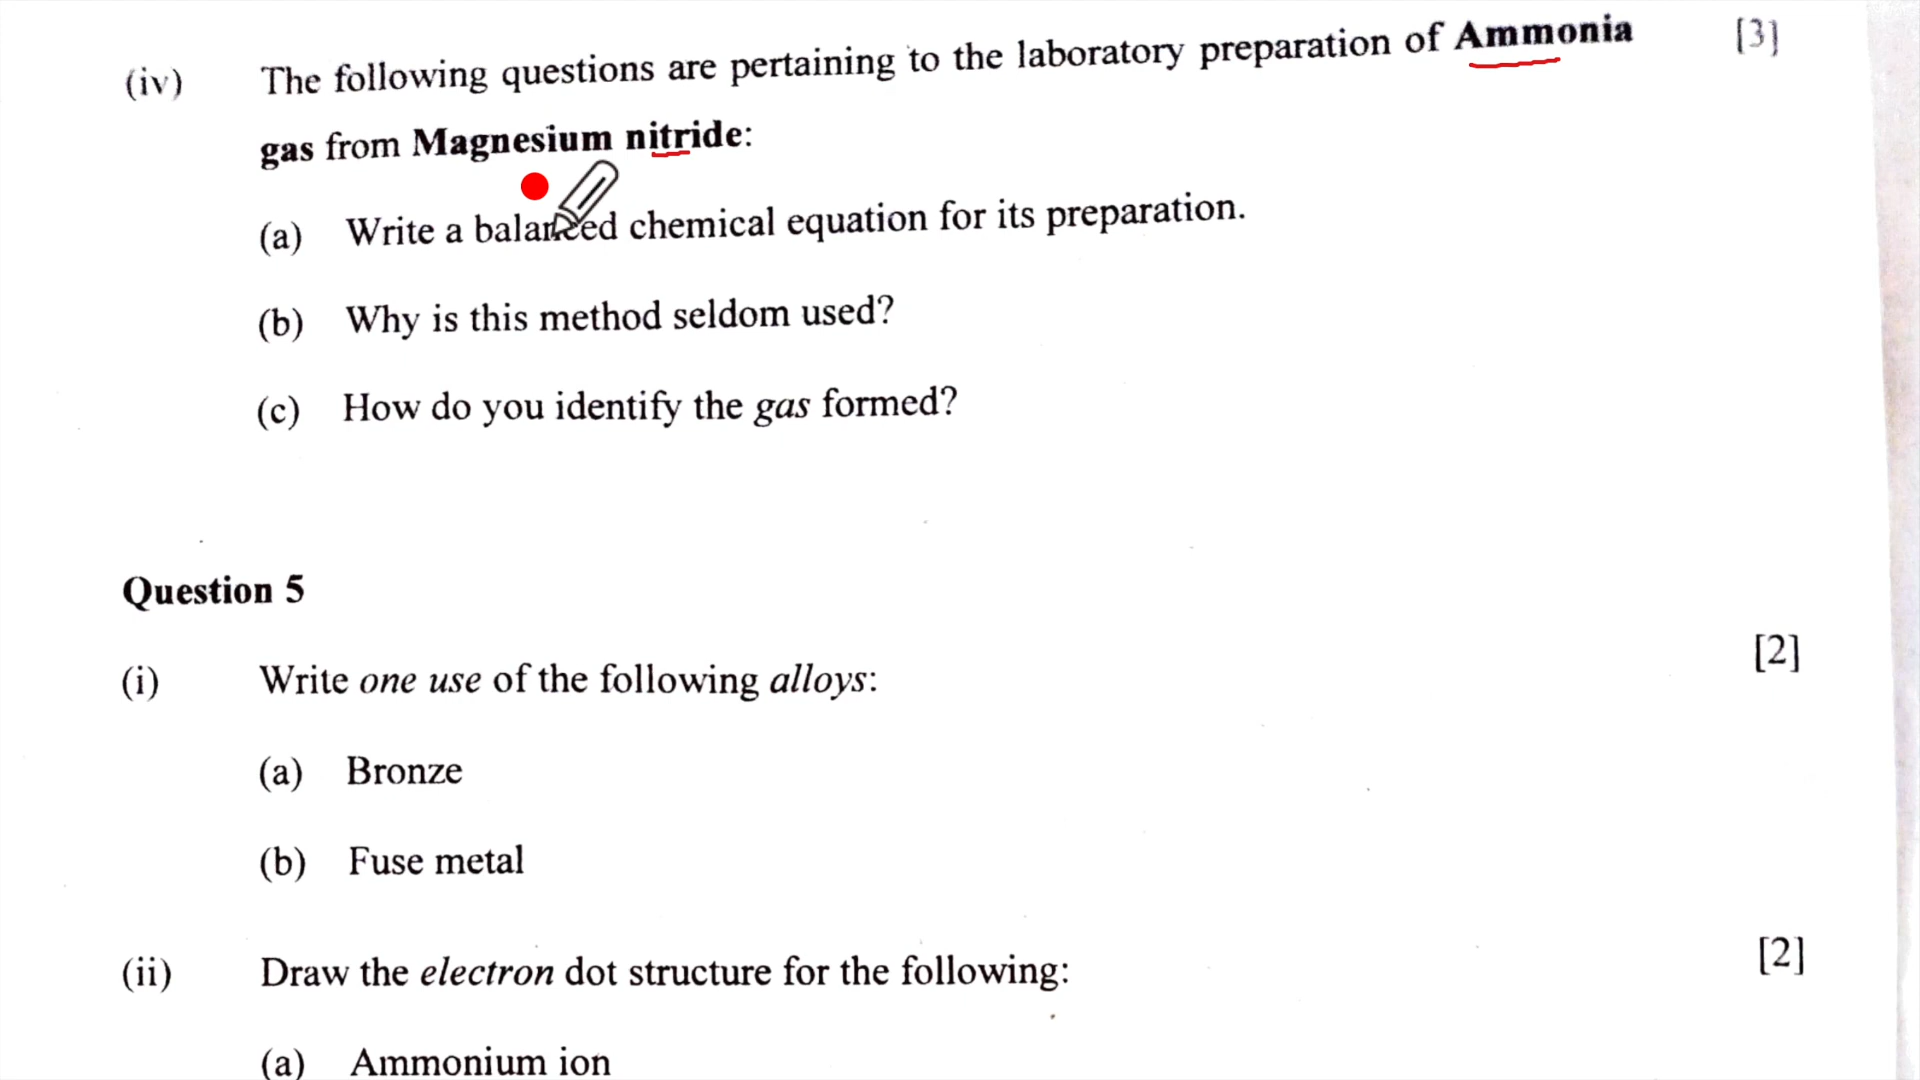 (iv) The following questions are pertaining to the laboratory preparation of Ammonia [3]
gas from Magnesium nitride:
(a) Write a balanced chemical equation for its preparation.
(b) Why is this method seldom used?
(c) How do you identify the gas formed?
Question 5
(i) Write one use of the following alloys: [2]
(a) Bronze
(b) Fuse metal
(ii) Draw the electron dot structure for the following: [2]
(a) Ammonium ion